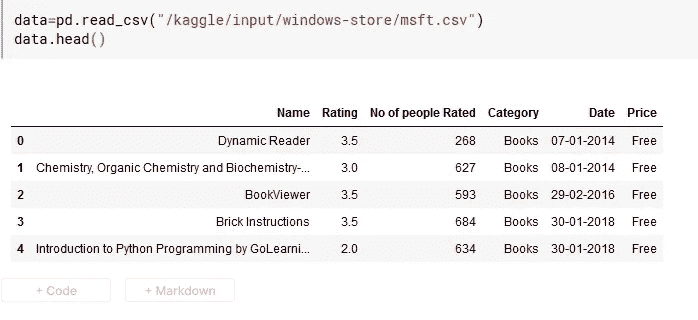 data=pd.read_csv("/kaggle/input/windows-store/msft.csv")
data.head()
Name Rating No of people Rated Category Date Price
0 Dynamic Reader 3.5 268 Books 07-01-2014 Free
1 Chemistry, Organic Chemistry and Biochemistry-... 3.0 627 Books 08-01-2014 Free
2 BookViewer 3.5 593 Books 29-02-2016 Free
3 Brick Instructions 3.5 684 Books 30-01-2018 Free
4 Introduction to Python Programming by GoLearni... 2.0 634 Books 30-01-2018 Free
+ Code + Markdown